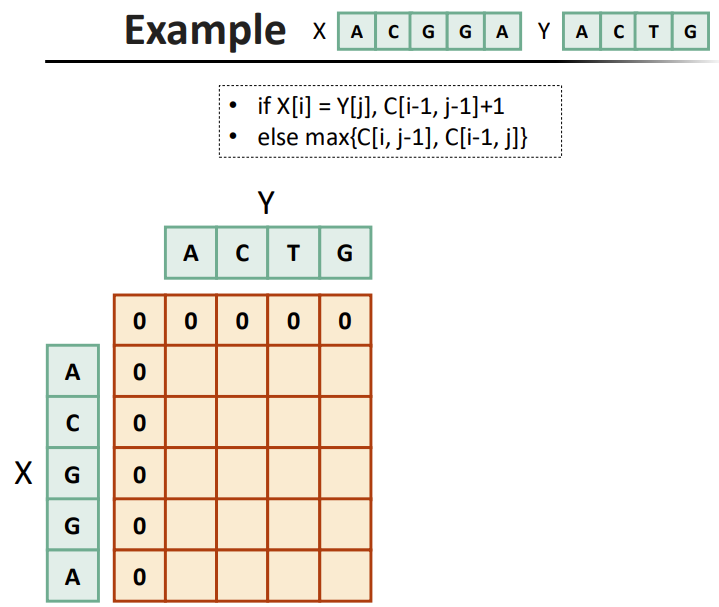 Example X A C G G A Y A C T G
• if X[i] = Y[j], C[i-1, j-1]+1
• else max{C[i, j-1], C[i-1, j]}
Y
A C T G
0 0 0 0 0
A 0
C 0
X G 0
G 0
A 0